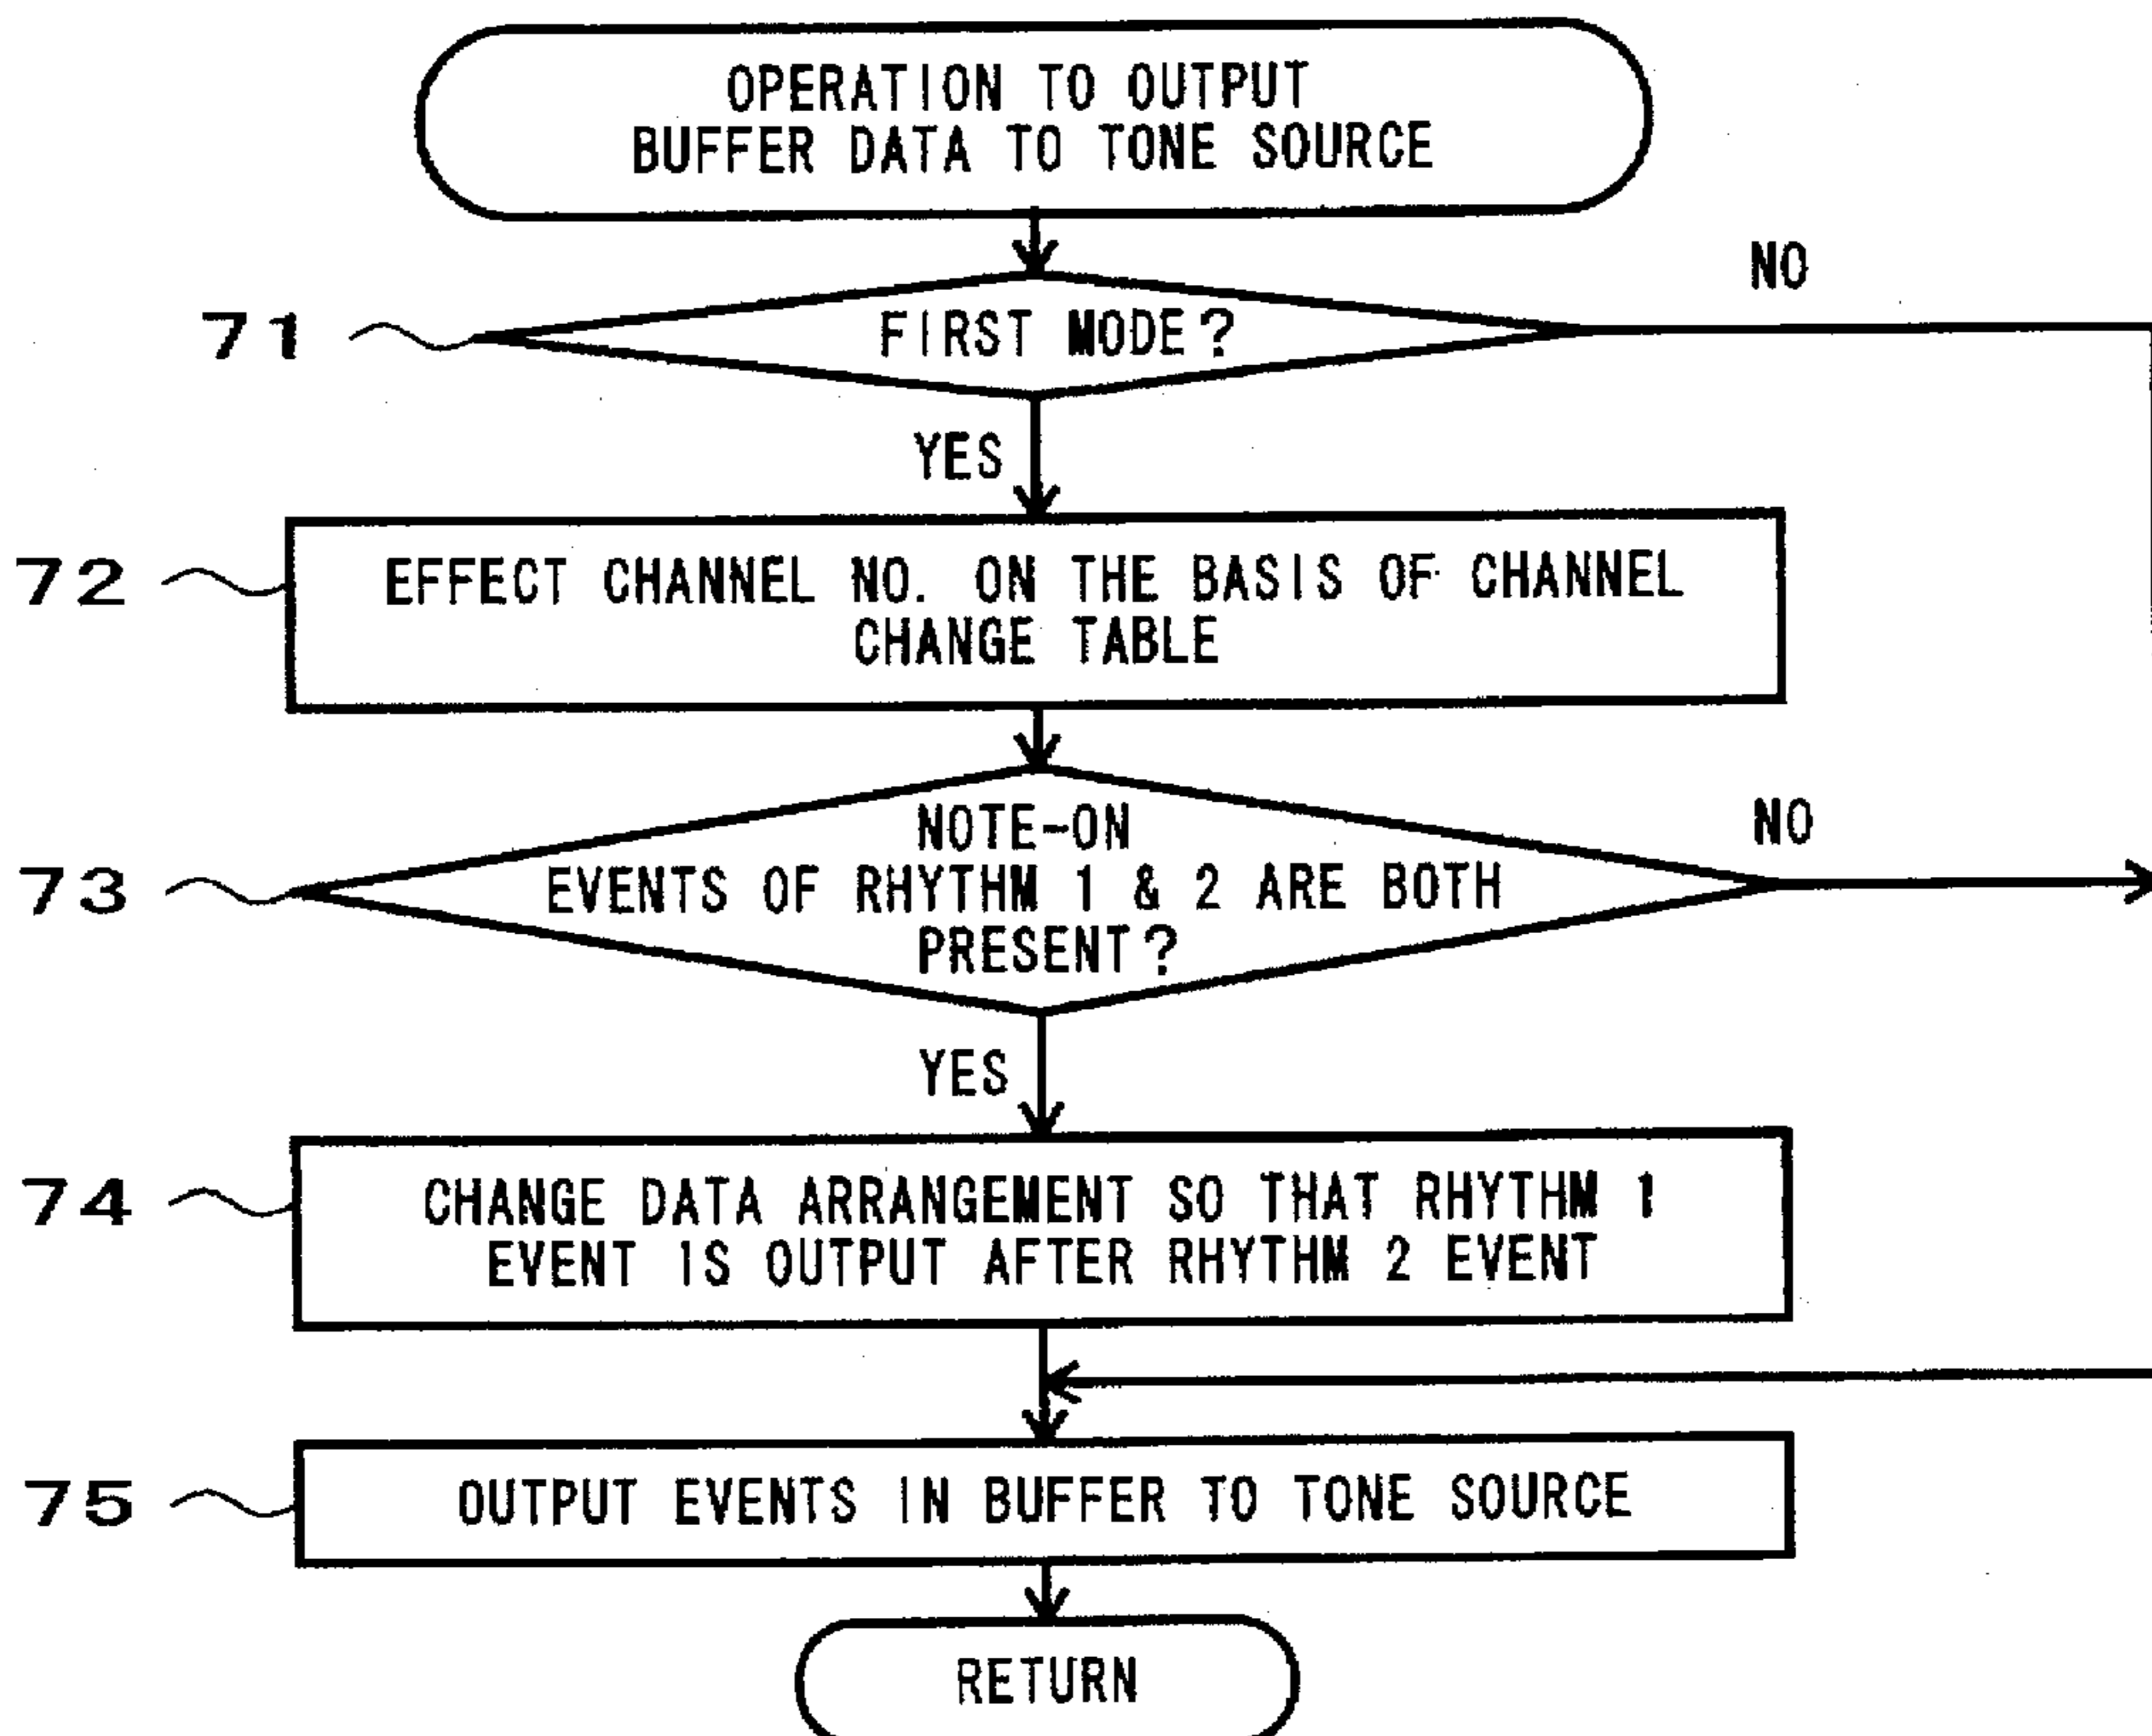 OPERATION TO OUTPUT
BUFFER DATA TO TONE SOURCE
71
FIRST MODE?
NO
YES
72
EFFECT CHANNEL NO. ON THE BASIS OF CHANNEL
CHANGE TABLE
73
NOTE-ON
EVENTS OF RHYTHM 1 & 2 ARE BOTH
PRESENT?
NO
YES
74
CHANGE DATA ARRANGEMENT SO THAT RHYTHM 1
EVENT IS OUTPUT AFTER RHYTHM 2 EVENT
75
OUTPUT EVENTS IN BUFFER TO TONE SOURCE
RETURN